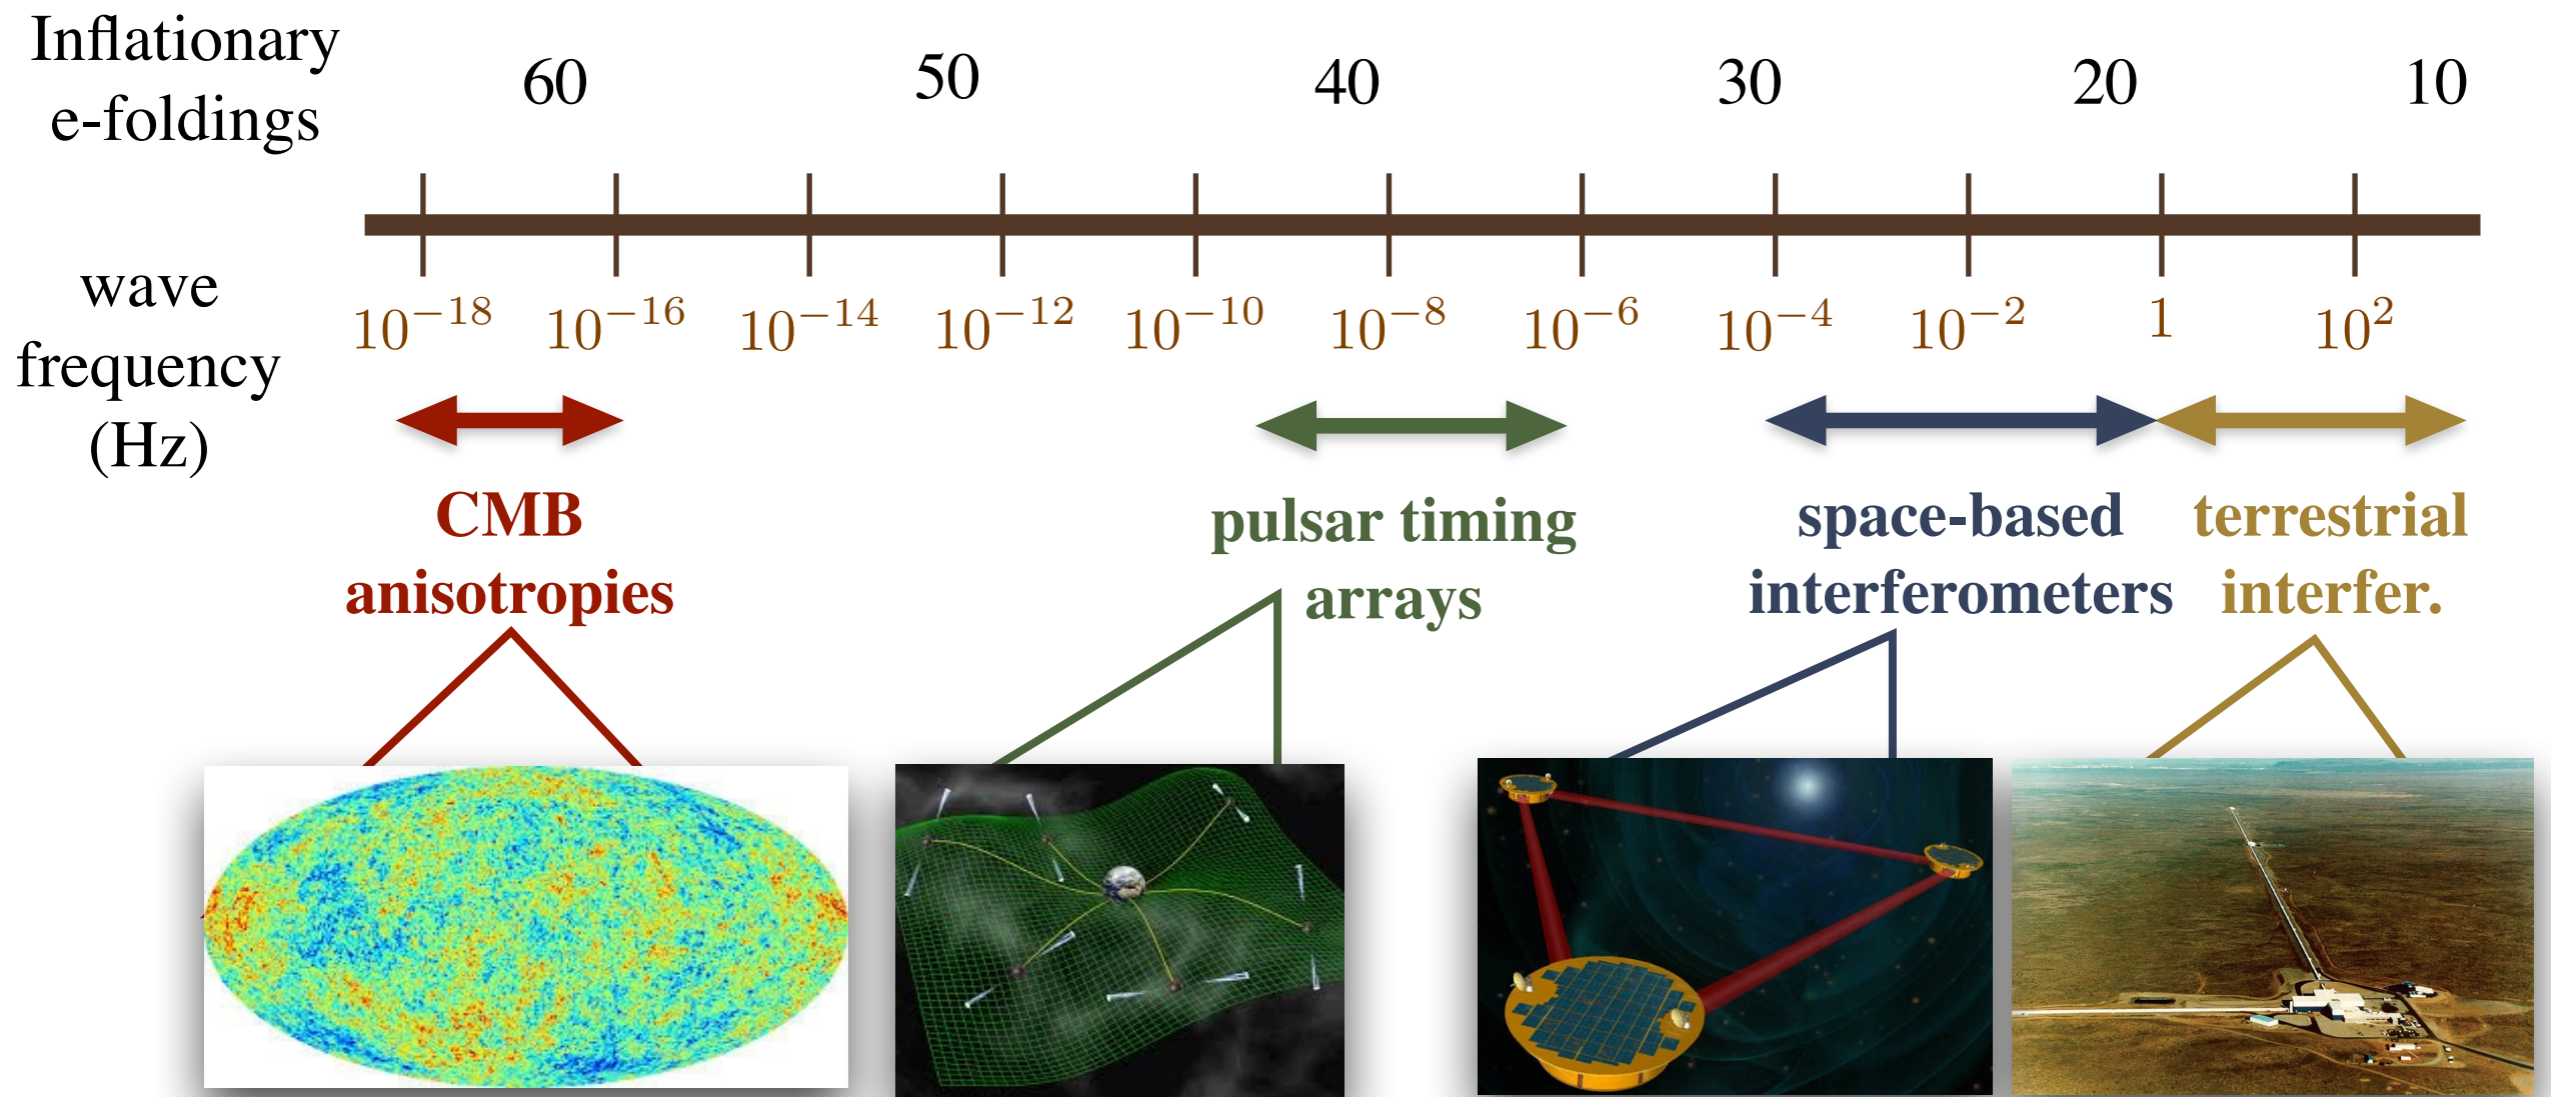 Inflationary
e-foldings
60 50 40 30 20 10
wave
frequency
(Hz)
10⁻¹⁸ 10⁻¹⁶ 10⁻¹⁴ 10⁻¹² 10⁻¹⁰ 10⁻⁸ 10⁻⁶ 10⁻⁴ 10⁻² 1 10²
CMB
anisotropies
pulsar timing
arrays
space-based
interferometers
terrestrial
interfer.